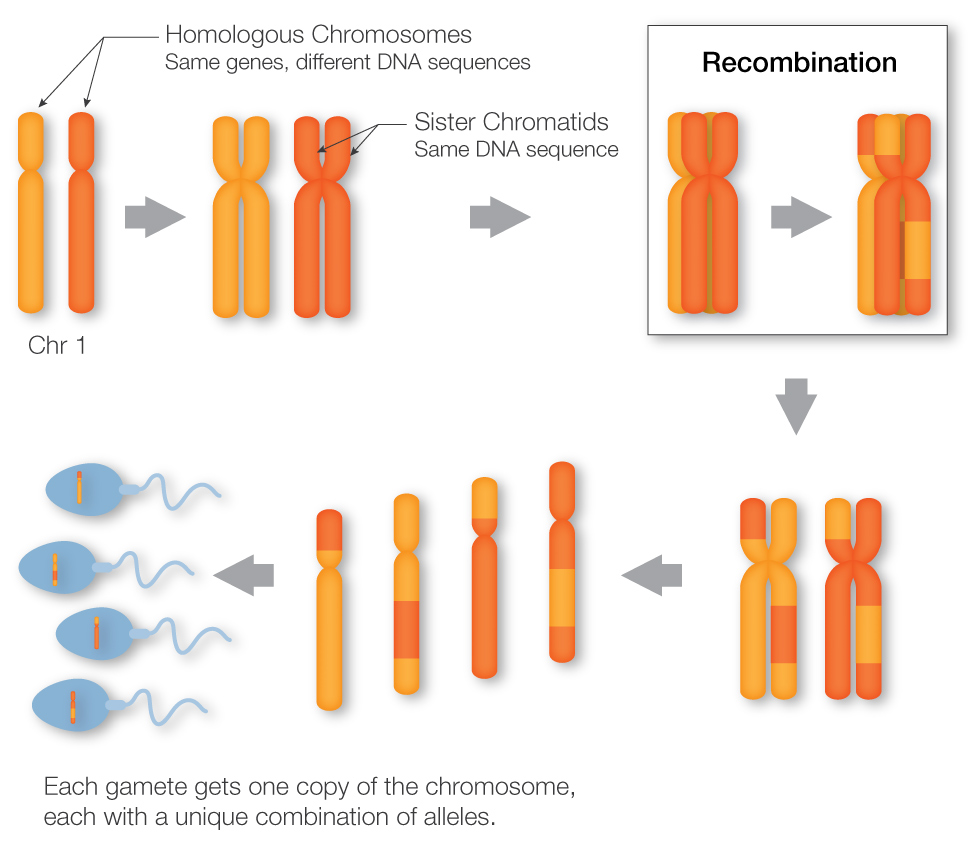 Homologous Chromosomes
Same genes, different DNA sequences
Recombination
Sister Chromatids
Same DNA sequence
Chr 1
Each gamete gets one copy of the chromosome,
each with a unique combination of alleles.